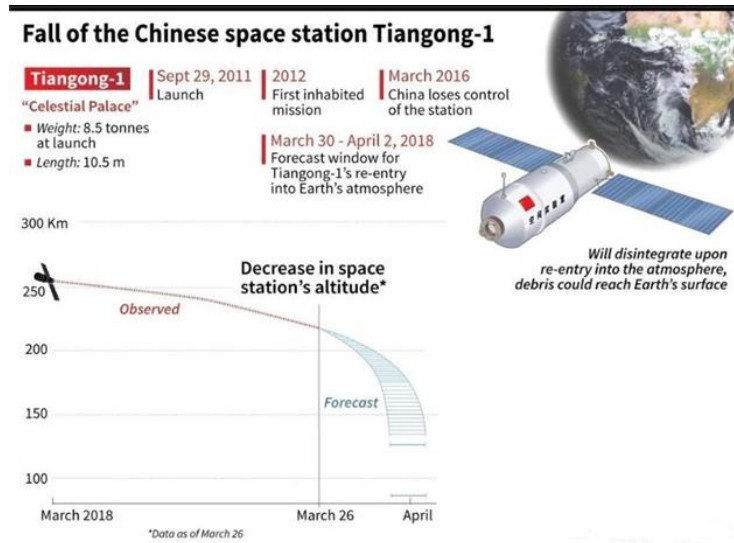 Fall of the Chinese space station Tiangong-1
Tiangong-1
"Celestial Palace"
Weight: 8.5 tonnes
at launch
Length: 10.5 m
Sept 29, 2011
Launch
2012
First inhabited
mission
March 2016
China loses control
of the station
March 30 - April 2, 2018
Forecast window for
Tiangong-1's re-entry
into Earth's atmosphere
Will disintegrate upon
re-entry into the atmosphere,
debris could reach Earth's surface
Decrease in space
station's altitude*
300 Km
250
200
150
100
Observed
Forecast
March 2018
March 26
April
*Data as of March 26